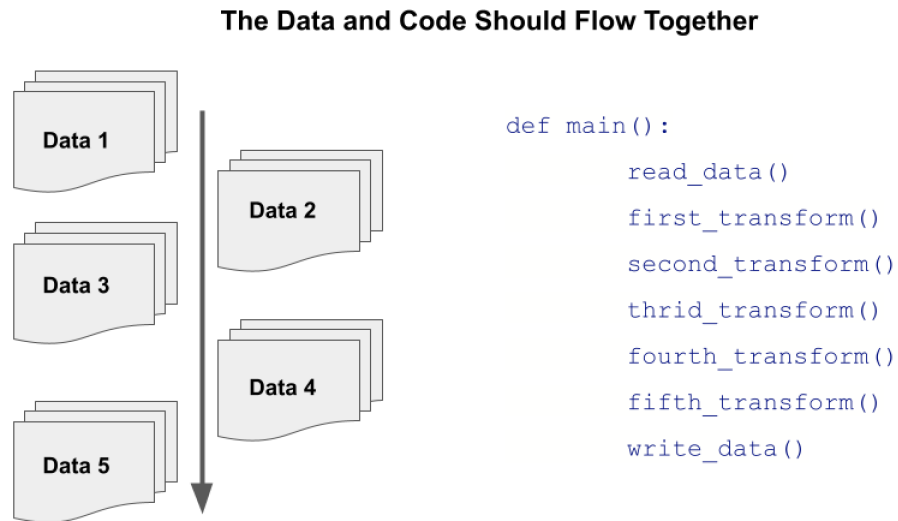 The Data and Code Should Flow Together
Data 1
Data 2
Data 3
Data 4
Data 5
def main():
read_data()
first_transform()
second_transform()
thrid_transform()
fourth_transform()
fifth_transform()
write_data()